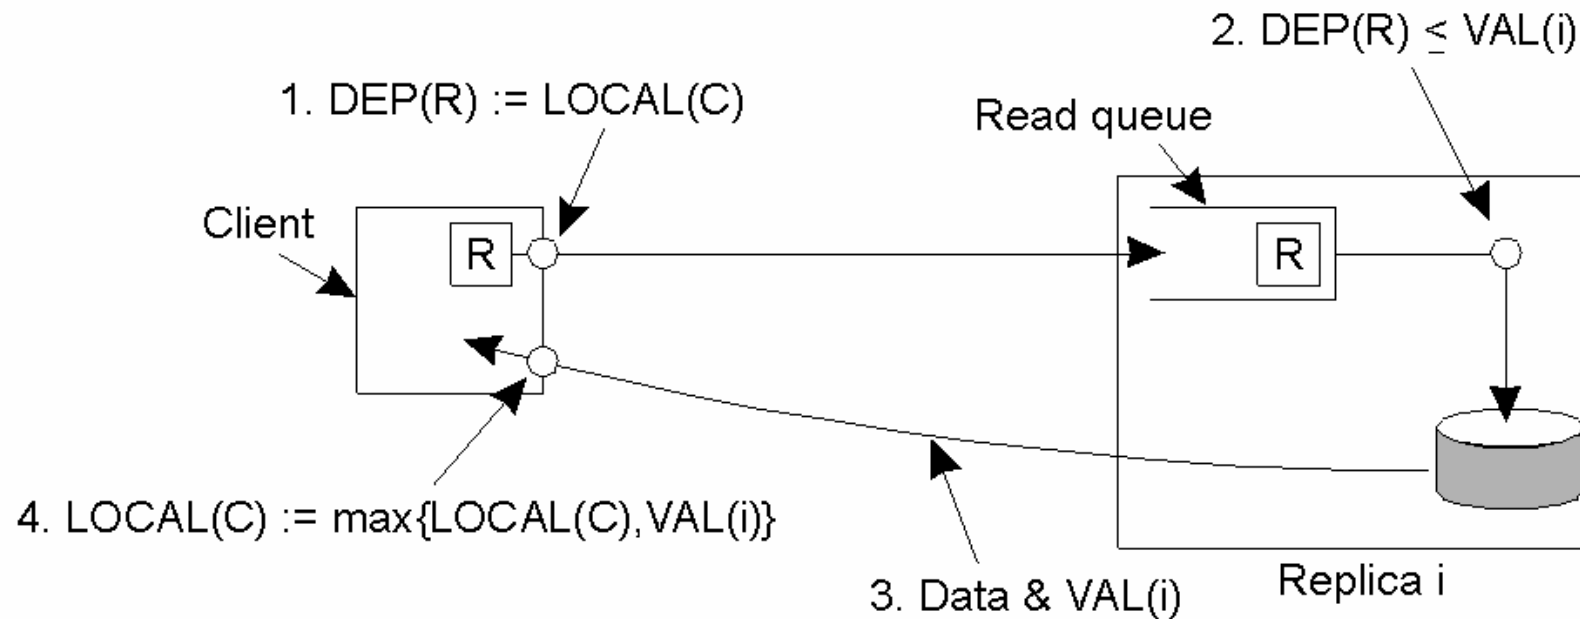 2. DEP(R) ≤ VAL(i)
1. DEP(R) := LOCAL(C)
Read queue
Client
R
R
4. LOCAL(C) := max{LOCAL(C),VAL(i)}
3. Data & VAL(i)
Replica i